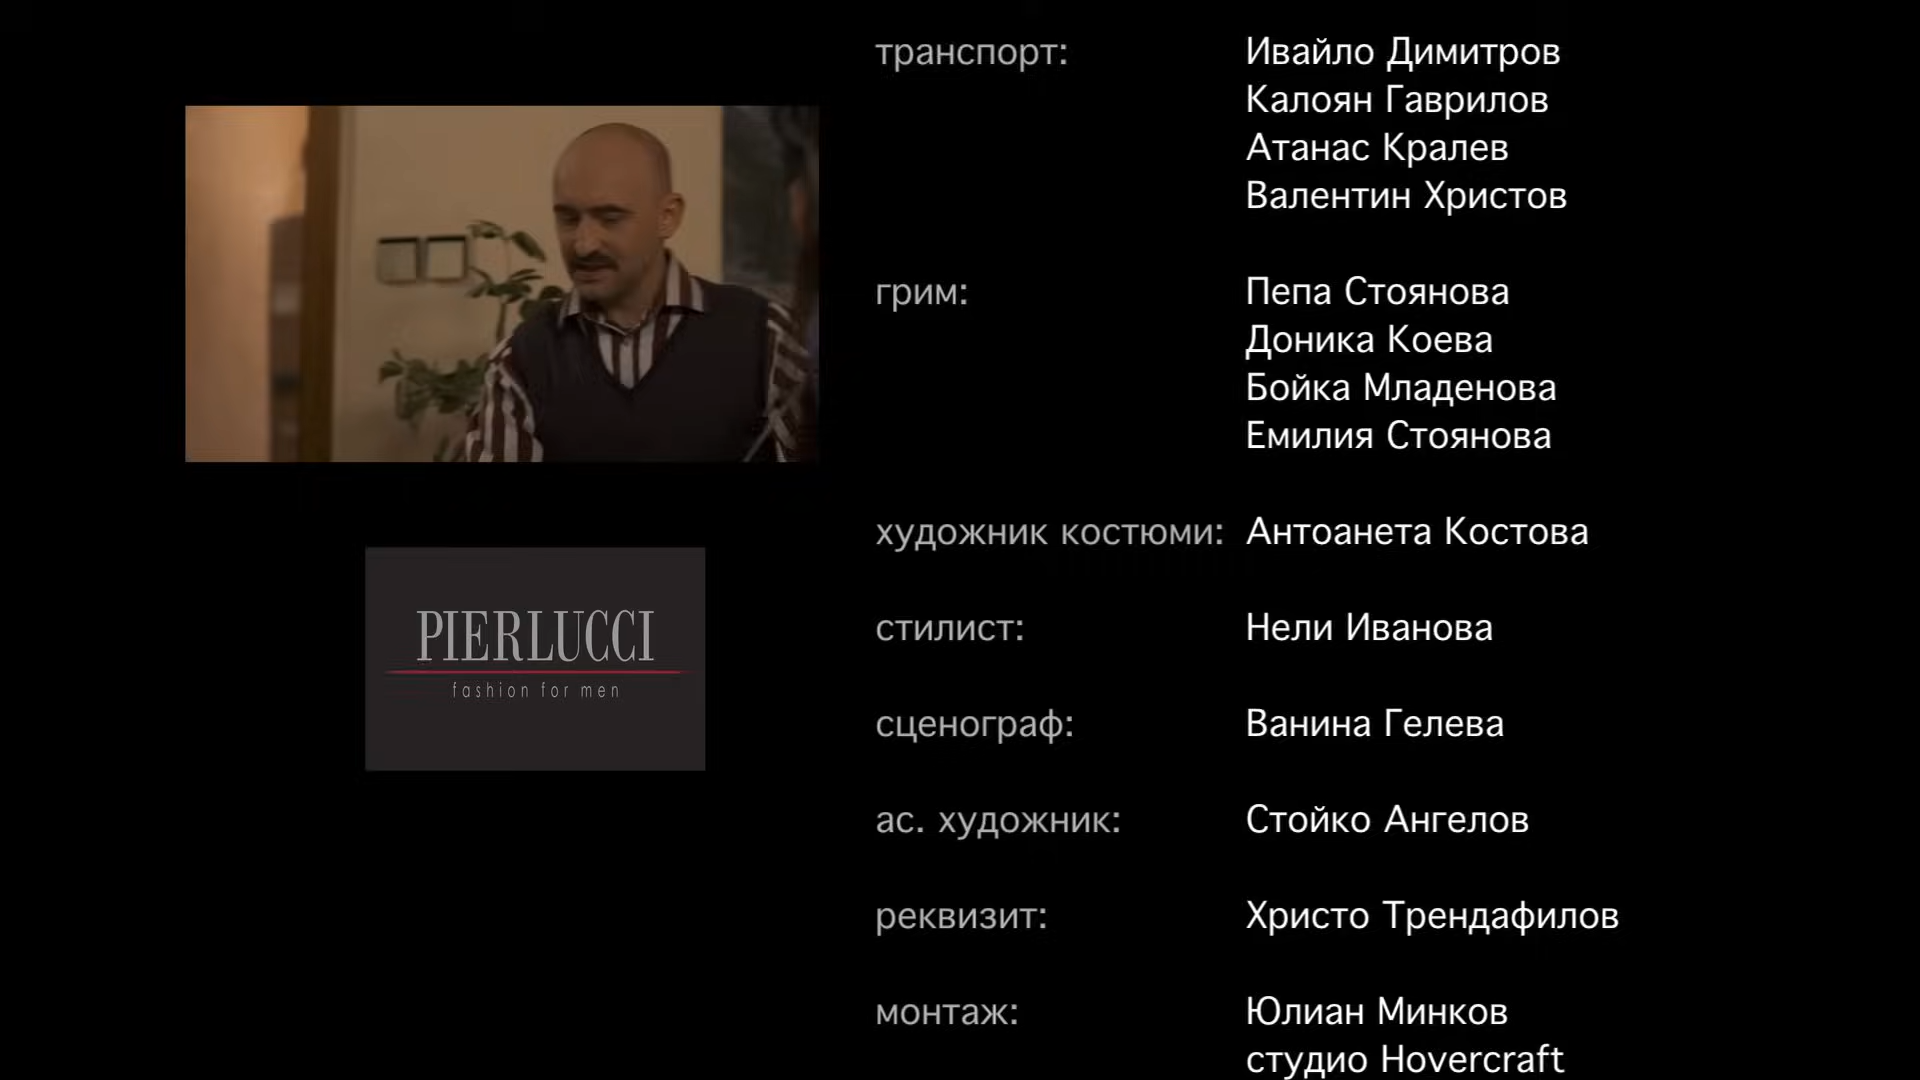 транспорт: Ивайло Димитров
Калоян Гаврилов
Атанас Кралев
Валентин Христов
грим: Пепа Стоянова
Доника Коева
Бойка Младенова
Емилия Стоянова
художник костюми: Антоанета Костова
стилист: Нели Иванова
сценограф: Ванина Гелева
ас. художник: Стойко Ангелов
реквизит: Христо Трендафилов
монтаж: Юлиан Минков
студио Hovercraft
PIERLUCCI
fashion for men